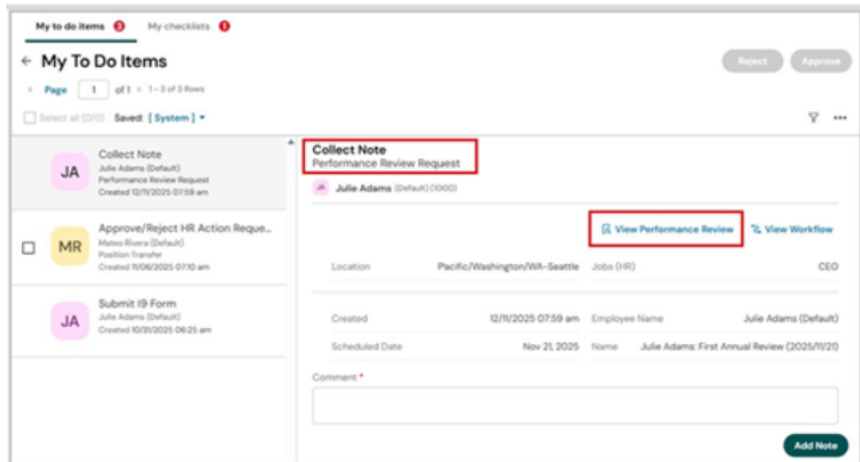 My to do items 3 My checklists 1
← My To Do Items Reject Approve
< Page 1 of 1 > 1 - 3 of 3 Rows
Select all (0/0) Saved: [ System ]
JA
Collect Note
Julie Adams (Default)
Performance Review Request
Created 12/11/2025 07:59 am
MR
Approve/Reject HR Action Reque...
Mateo Rivera (Default)
Position Transfer
Created 11/06/2025 07:10 am
JA
Submit I9 Form
Julie Adams (Default)
Created 10/31/2025 06:25 am
Collect Note
Performance Review Request
JA Julie Adams (Default) (1000)
View Performance Review View Workflow
Location Pacific/Washington/WA-Seattle Jobs (HR) CEO
Created 12/11/2025 07:59 am Employee Name Julie Adams (Default)
Scheduled Date Nov 21, 2025 Name Julie Adams: First Annual Review (2025/11/21)
Comment *
Add Note